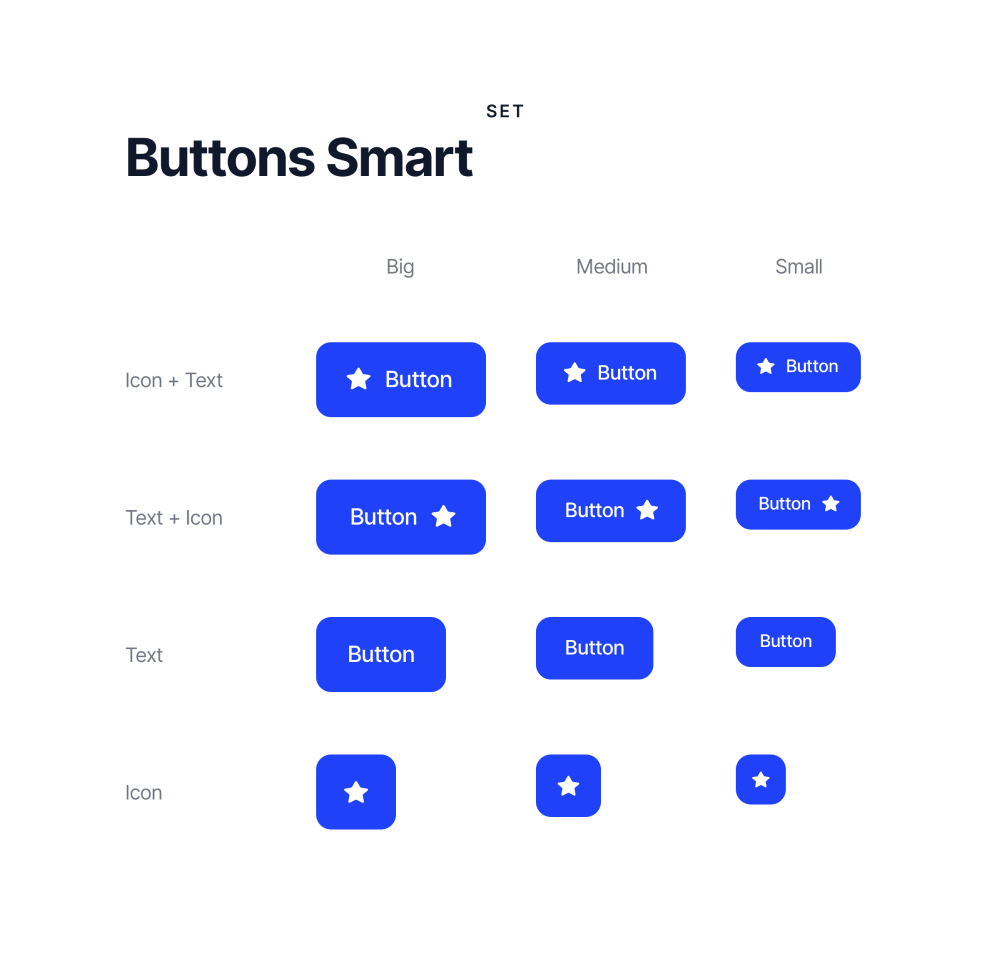 SET
Buttons Smart
Big Medium Small
Icon + Text Button Button Button
Text + Icon Button Button Button
Text Button Button Button
Icon